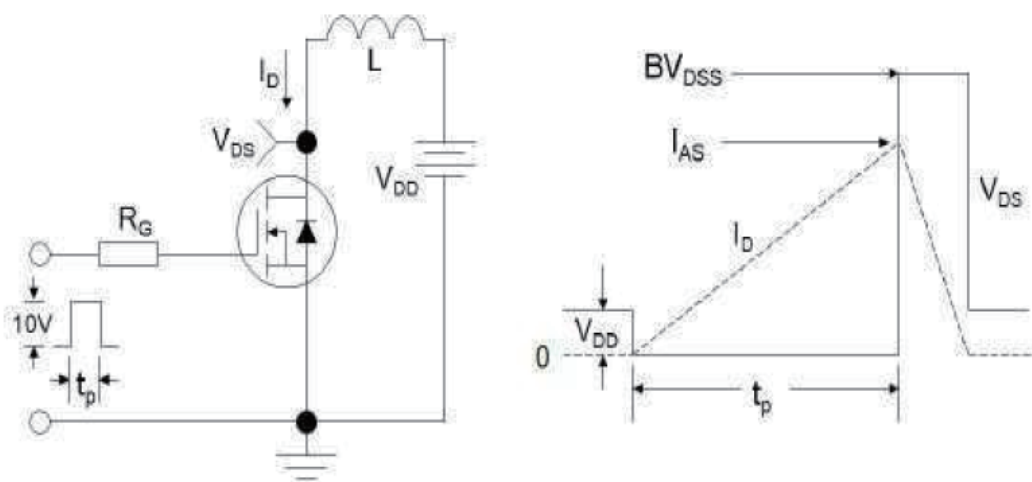 L
I_D
V_DS
V_DD
R_G
10V
t_p
BV_DSS
I_AS
V_DS
I_D
V_DD
0
t_p